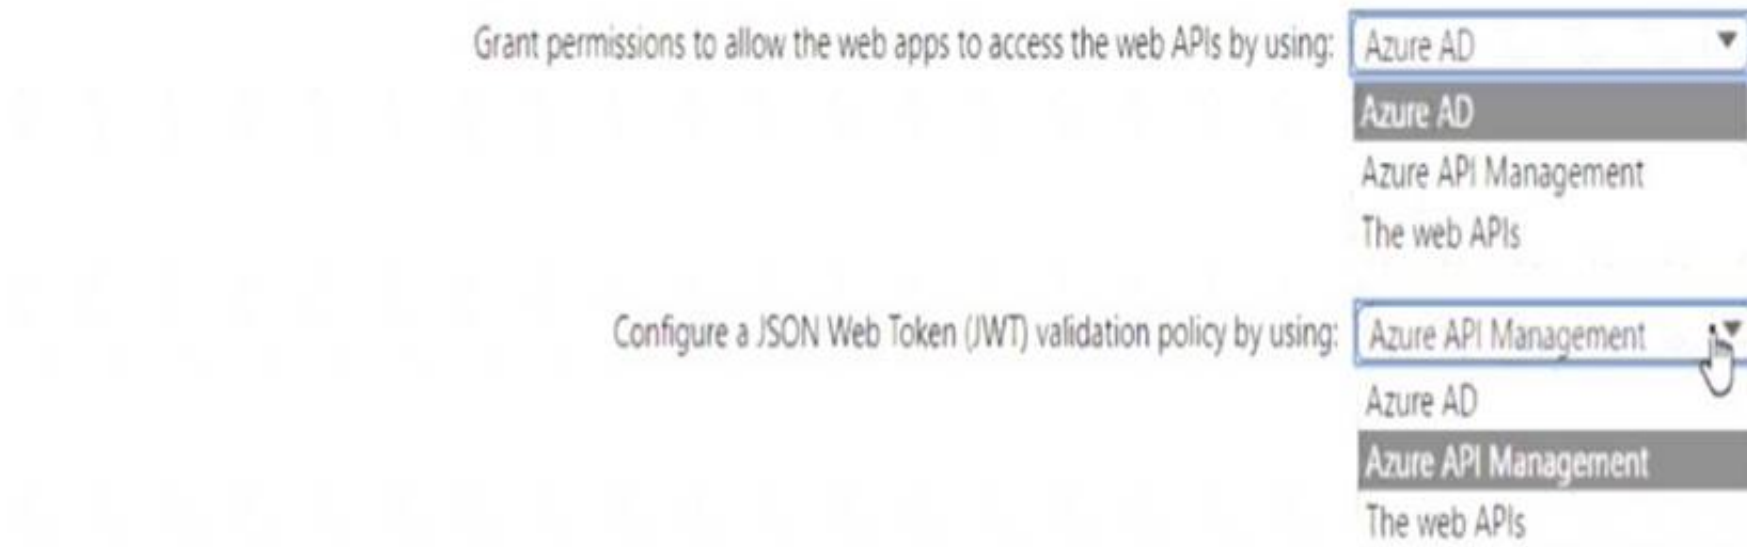 Grant permissions to allow the web apps to access the web APIs by using: Azure AD
Azure AD
Azure API Management
The web APIs
Configure a JSON Web Token (JWT) validation policy by using: Azure API Management
Azure AD
Azure API Management
The web APIs